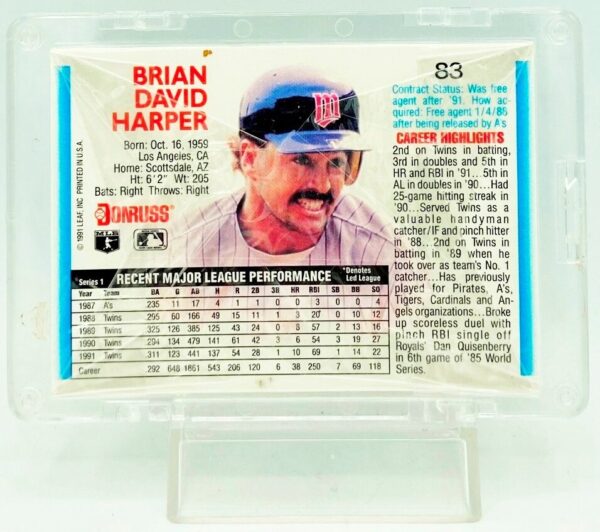 BRIAN
DAVID
HARPER
Born: Oct. 16, 1959
Los Angeles, CA
Home: Scottsdale, AZ
Ht: 6' 2" Wt: 205
Bats: Right Throws: Right
DONRUSS
MLB
© 1991 LEAF, INC. PRINTED IN U.S.A.
M
83
Contract Status: Was free
agent after '91. How ac-
quired: Free agent 1/4/88
after being released by A's
CAREER HIGHLIGHTS
2nd on Twins in batting,
3rd in doubles and 5th in
HR and RBI in '91...5th in
AL in doubles in '90...Had
25-game hitting streak in
'90...Served Twins as a
valuable handyman
catcher/IF and pinch hitter
in '88...2nd on Twins in
batting in '89 when he
took over as team's No. 1
catcher...Has previously
played for Pirates, A's,
Tigers, Cardinals and An-
gels organizations...Broke
up scoreless duel with
pinch RBI single off
Royals' Dan Quisenberry
in 6th game of '85 World
Series.
Series 1 RECENT MAJOR LEAGUE PERFORMANCE *Denotes Led League
Year Team BA G AB H R 2B 3B HR RBI SB BB SO
1987 A's 235 11 17 4 1 1 0 0 3 0 0 4
1988 Twins 295 60 166 49 15 11 1 3 20 0 10 12
1989 Twins 325 126 385 125 43 24 0 8 57 2 13 16
1990 Twins 294 134 479 141 61 42 3 6 54 3 19 27
1991 Twins 311 123 441 137 54 28 1 10 69 1 14 22
Career 292 648 1861 543 206 120 6 38 250 7 86 118